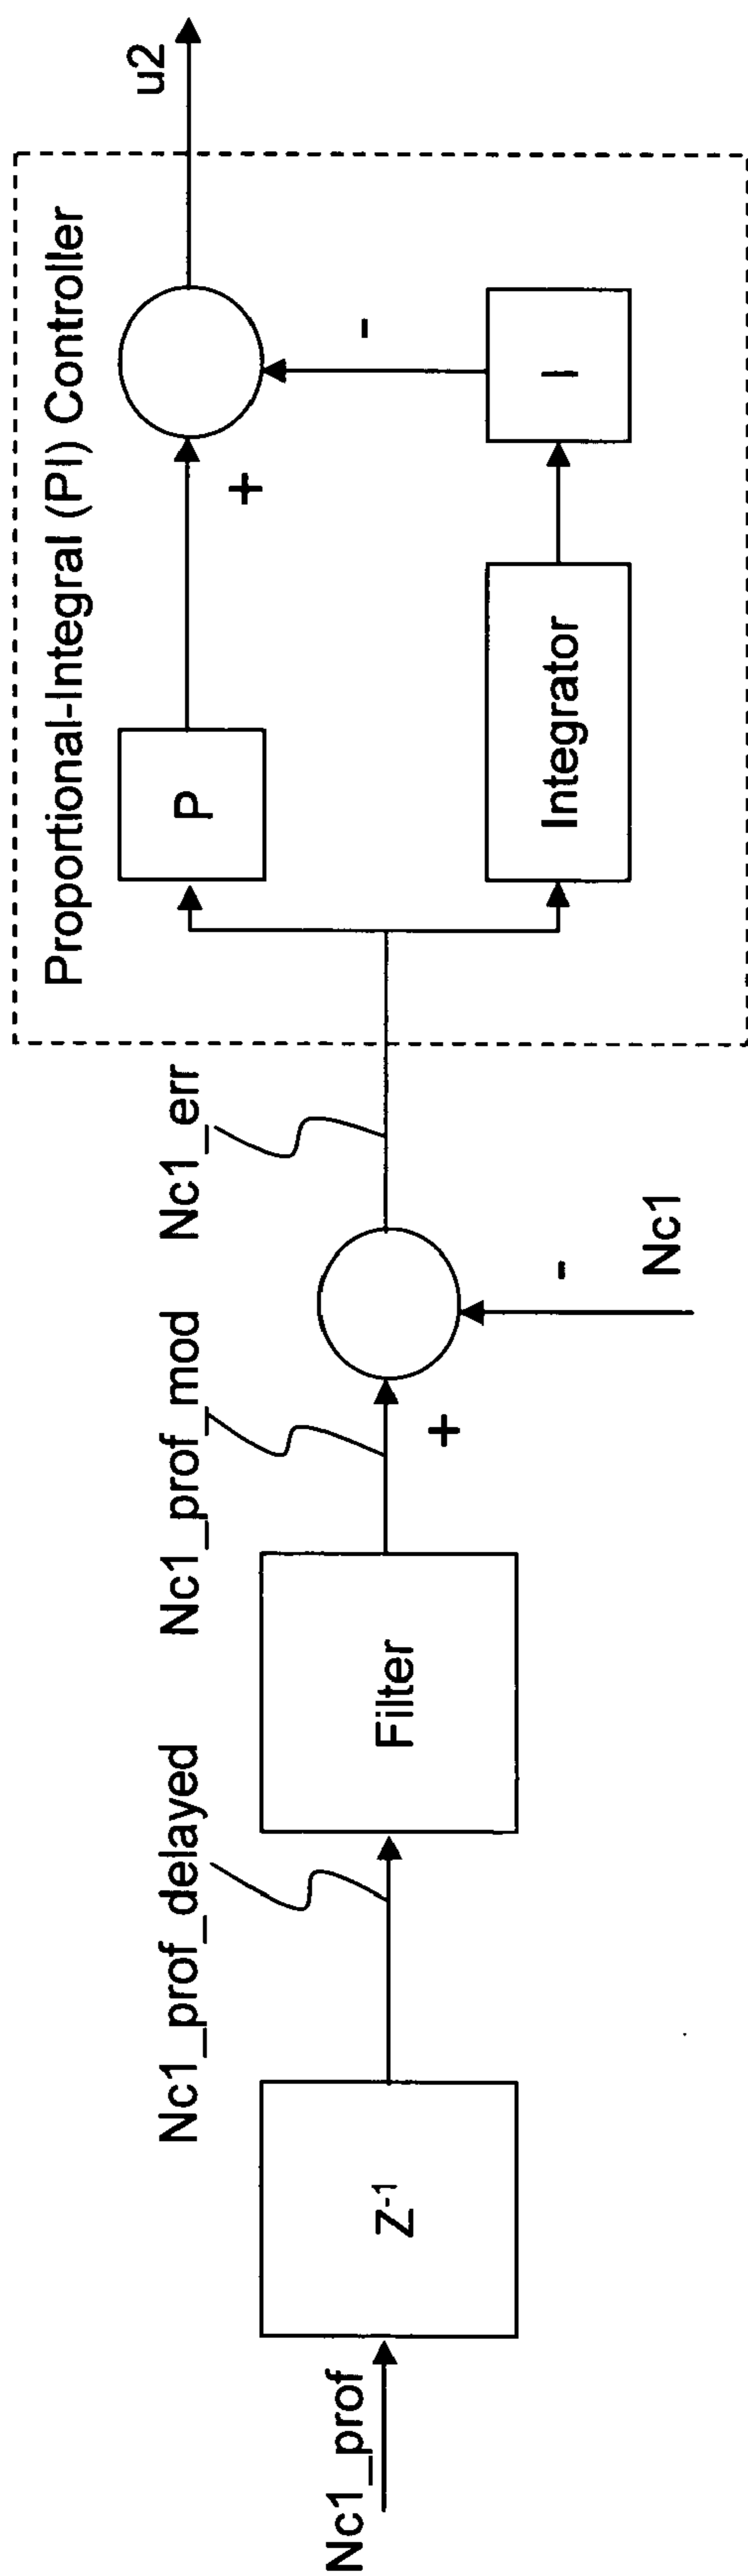 Nc1_prof
Z-1
Nc1_prof_delayed
Filter
Nc1_prof_mod
+
-
Nc1
Nc1_err
Proportional-Integral (PI) Controller
P
+
Integrator
I
-
u2